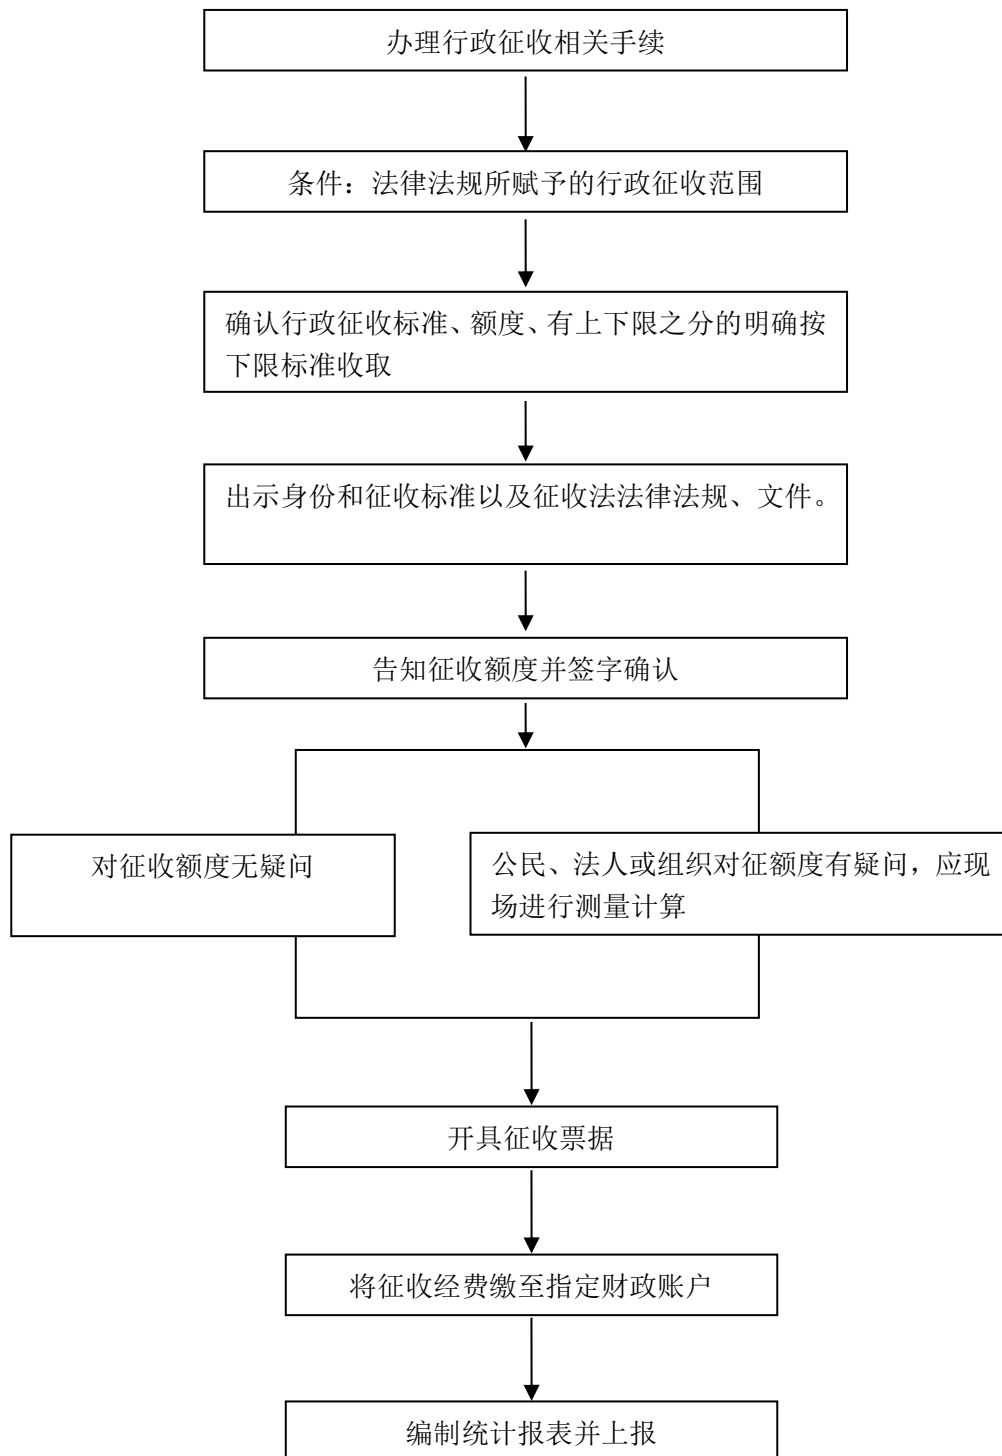 办理行政征收相关手续
条件：法律法规所赋予的行政征收范围
确认行政征收标准、额度、有上下限之分的明确按
下限标准收取
出示身份和征收标准以及征收法法律法规、文件。
告知征收额度并签字确认
对征收额度无疑问
公民、法人或组织对征额度有疑问，应现
场进行测量计算
开具征收票据
将征收经费缴至指定财政账户
编制统计报表并上报